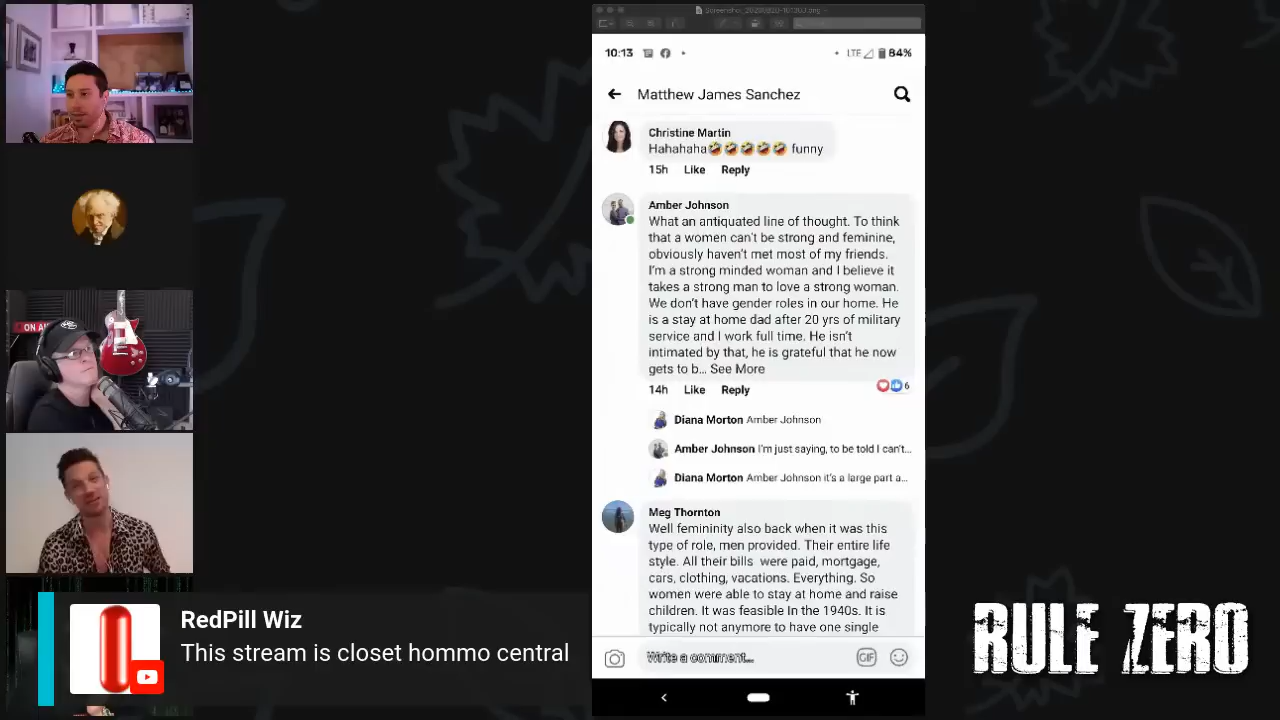 Screenshot_20200820-101303.png
10:13
LTE
84%
Matthew James Sanchez
Christine Martin
Hahahaha🤣🤣🤣🤣🤣 funny
15h Like Reply
Amber Johnson
What an antiquated line of thought. To think
that a women can't be strong and feminine,
obviously haven't met most of my friends.
I'm a strong minded woman and I believe it
takes a strong man to love a strong woman.
We don't have gender roles in our home. He
is a stay at home dad after 20 yrs of military
service and I work full time. He isn't
intimated by that, he is grateful that he now
gets to b... See More
14h Like Reply
6
Diana Morton Amber Johnson
Amber Johnson I'm just saying, to be told I can't...
Diana Morton Amber Johnson it's a large part a...
Meg Thornton
Well femininity also back when it was this
type of role, men provided. Their entire life
style. All their bills were paid, mortgage,
cars, clothing, vacations. Everything. So
women were able to stay at home and raise
children. It was feasible In the 1940s. It is
typically not anymore to have one single
Write a comment...
GIF
ON AI
RedPill Wiz
This stream is closet hommo central
RULE ZERO